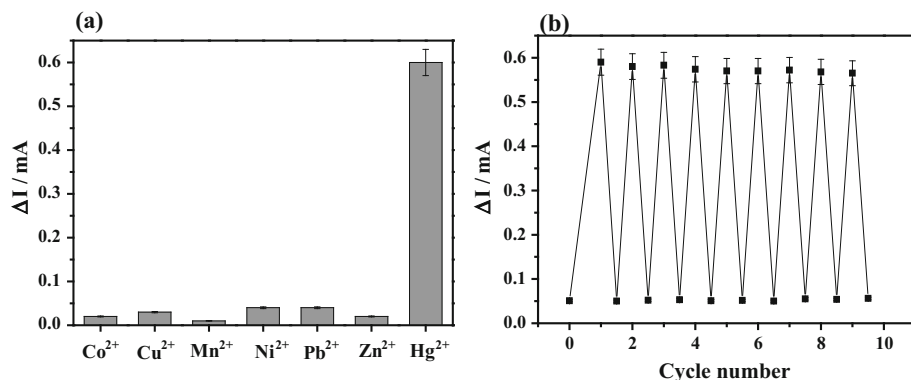 (a)
ΔI / mA
0.6
0.5
0.4
0.3
0.2
0.1
0.0
Co²⁺ Cu²⁺ Mn²⁺ Ni²⁺ Pb²⁺ Zn²⁺ Hg²⁺
(b)
ΔI / mA
0.6
0.5
0.4
0.3
0.2
0.1
0.0
0 2 4 6 8 10
Cycle number